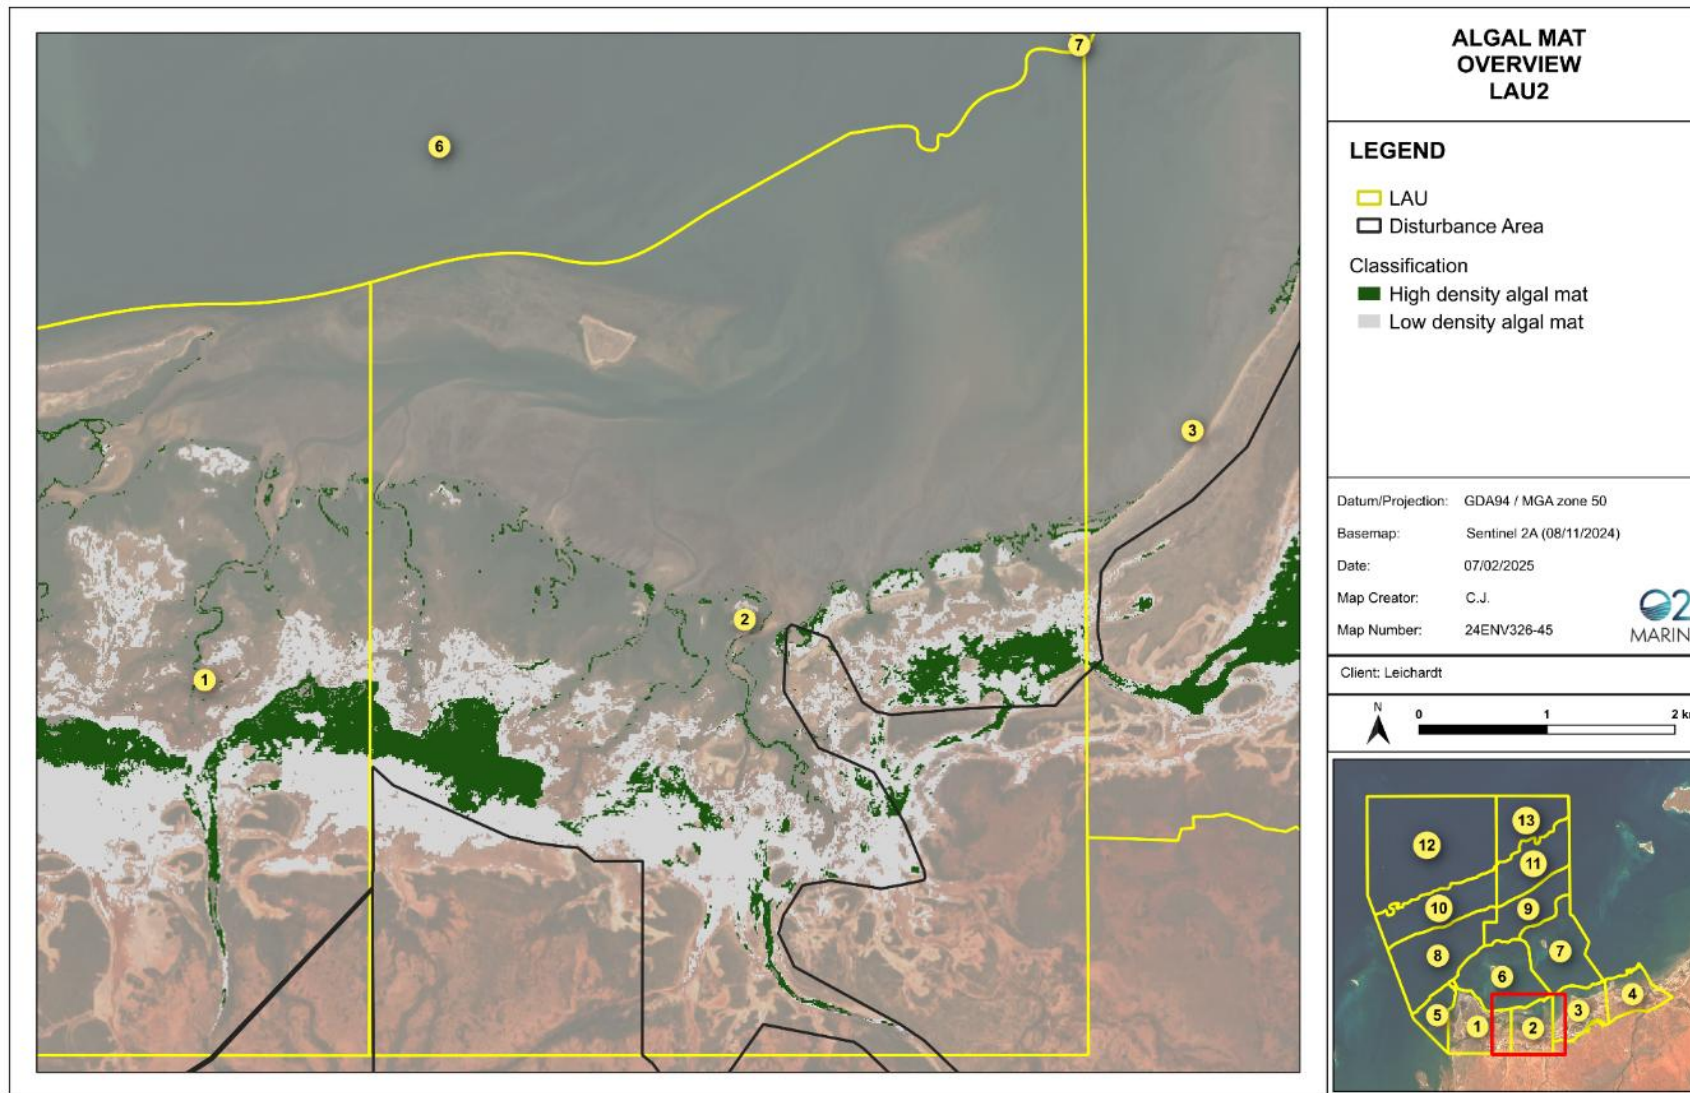 7
6
3
2
1
ALGAL MAT
OVERVIEW
LAU2
LEGEND
LAU
Disturbance Area
Classification
High density algal mat
Low density algal mat
Datum/Projection: GDA94 / MGA zone 50
Basemap: Sentinel 2A (08/11/2024)
Date: 07/02/2025
Map Creator: C.J.
Map Number: 24ENV326-45
O2
MARIN
Client: Leichardt
N
0 1 2 k
13
12
11
10
9
8
7
6
4
5
3
1
2